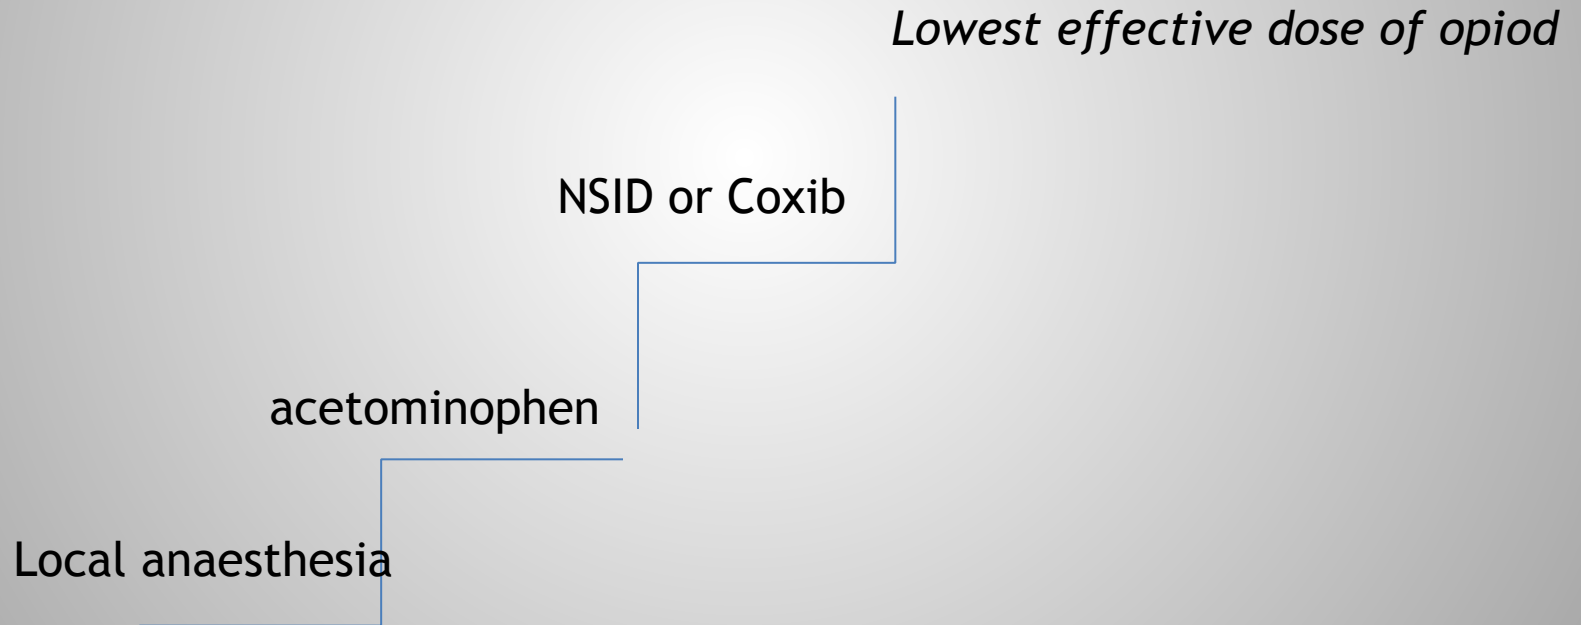 Lowest effective dose of opiod
NSID or Coxib
acetominophen
Local anaesthesia